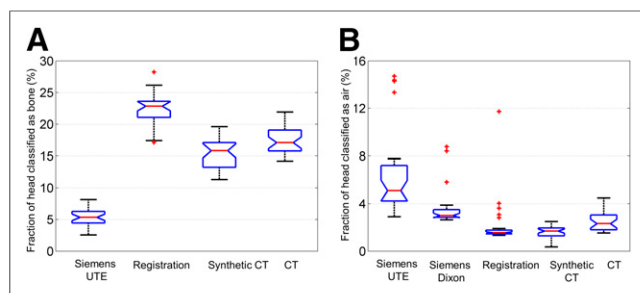 A
Fraction of head classified as bone (%)
30
25
20
15
10
5
0
Siemens
UTE
Registration
Synthetic CT
CT
B
Fraction of head classified as air (%)
16
12
8
4
0
Siemens
UTE
Siemens
Dixon
Registration
Synthetic
CT
CT